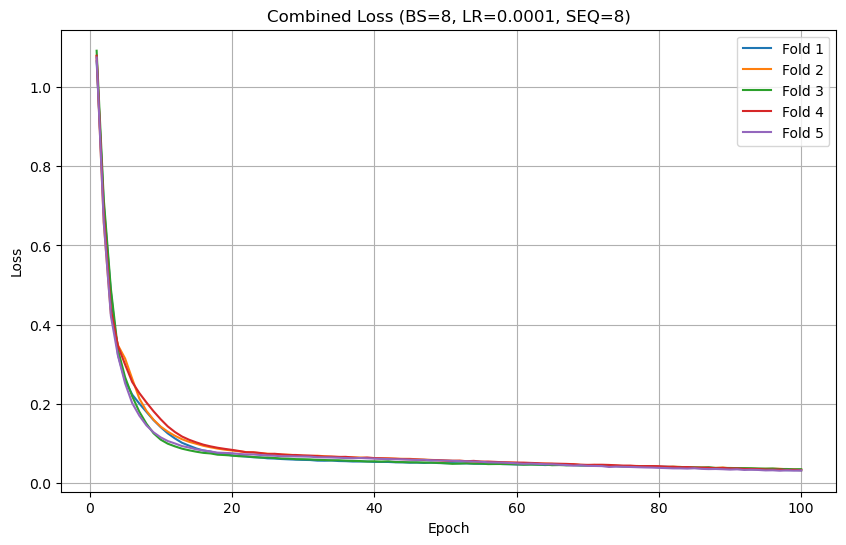 Combined Loss (BS=8, LR=0.0001, SEQ=8)
Fold 1
Fold 2
Fold 3
Fold 4
Fold 5
Loss
1.0
0.8
0.6
0.4
0.2
0.0
0 20 40 60 80 100
Epoch